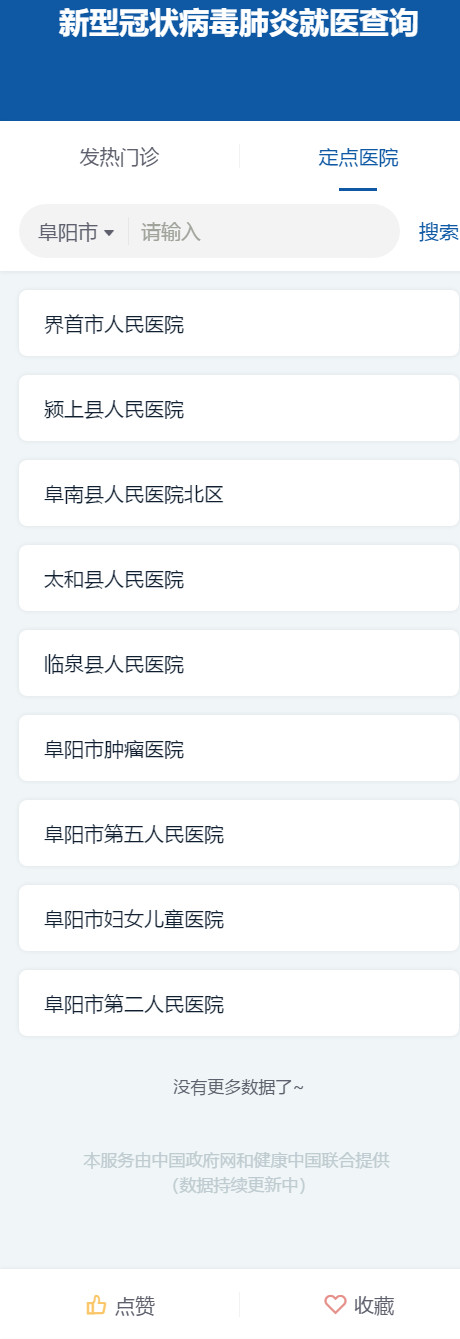 新型冠状病毒肺炎就医查询
发热门诊
定点医院
阜阳市
请输入
搜索
界首市人民医院
颍上县人民医院
阜南县人民医院北区
太和县人民医院
临泉县人民医院
阜阳市肿瘤医院
阜阳市第五人民医院
阜阳市妇女儿童医院
阜阳市第二人民医院
没有更多数据了~
本服务由中国政府网和健康中国联合提供
（数据持续更新中）
点赞
收藏